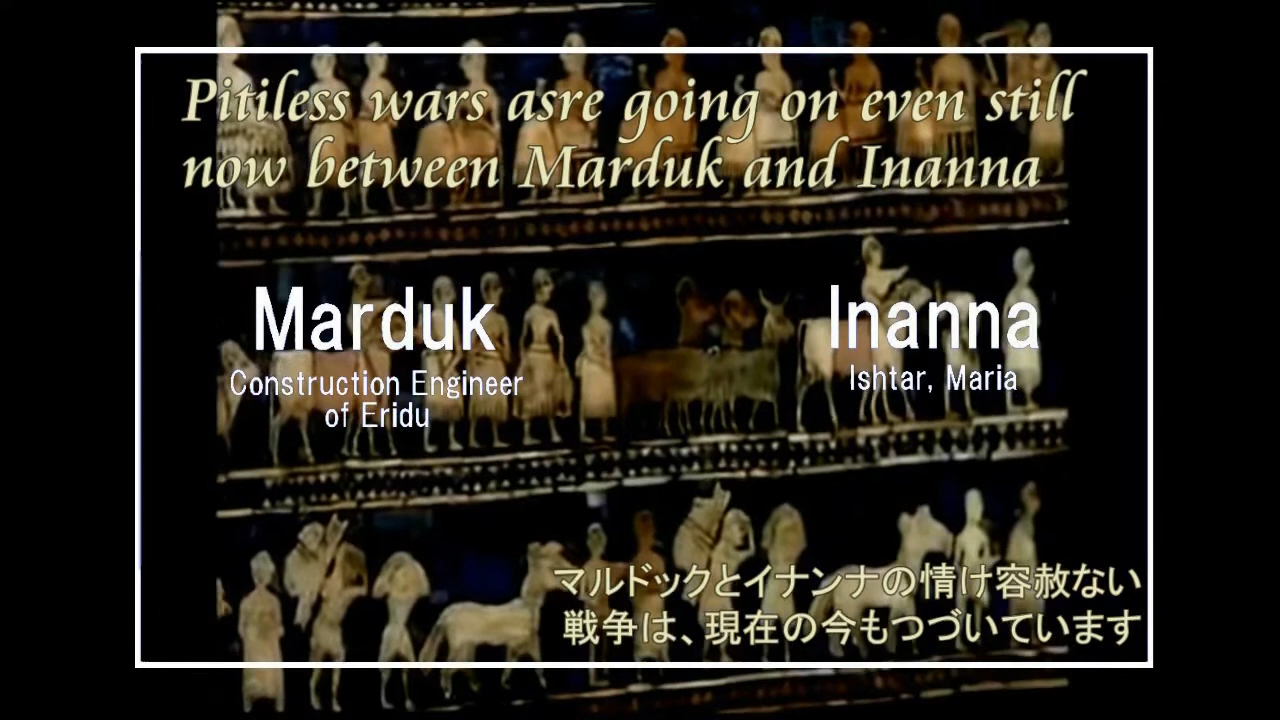 Pitiless wars asre going on even still
now between Marduk and Inanna
Marduk
Construction Engineer
of Eridu
Inanna
Ishtar, Maria
マルドックとイナンナの情け容赦ない
戦争は、現在の今もつづいています